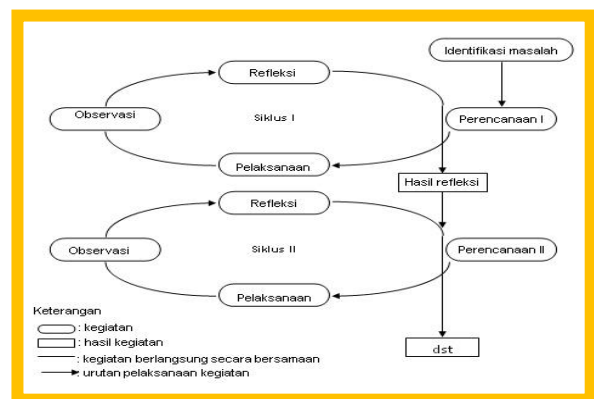 Identifikasi masalah
Refleksi
Observasi
Siklus I
Perencanaan I
Pelaksanaan
Hasil refleksi
Refleksi
Observasi
Siklus II
Perencanaan II
Pelaksanaan
Keterangan
: kegiatan
: hasil kegiatan
: kegiatan berlangsung secara bersamaan
: urutan pelaksanaan kegiatan
dst